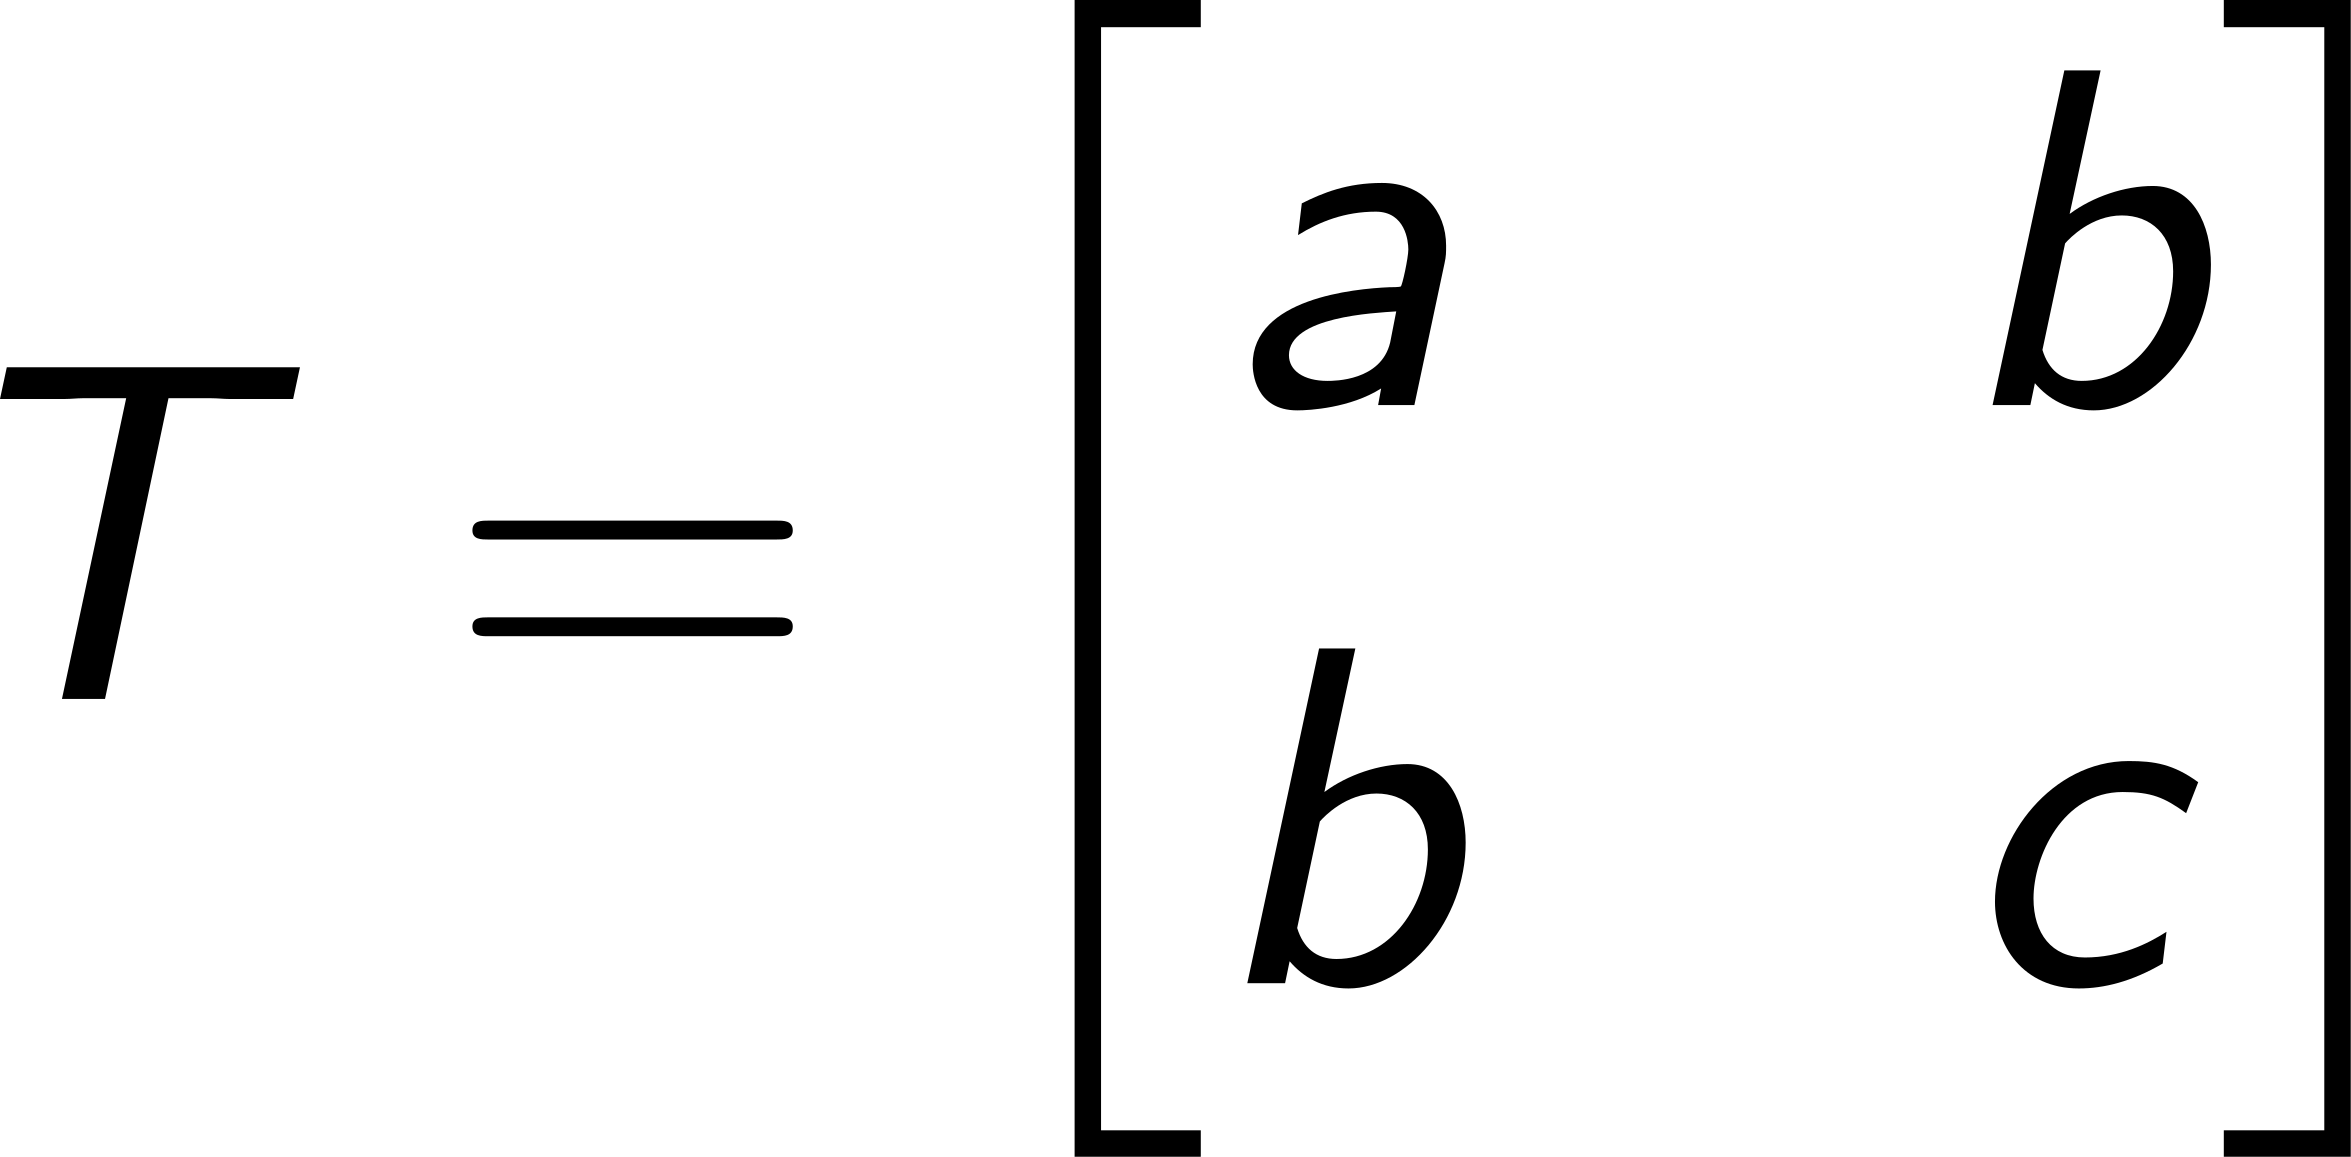 T = [ a b
b c ]